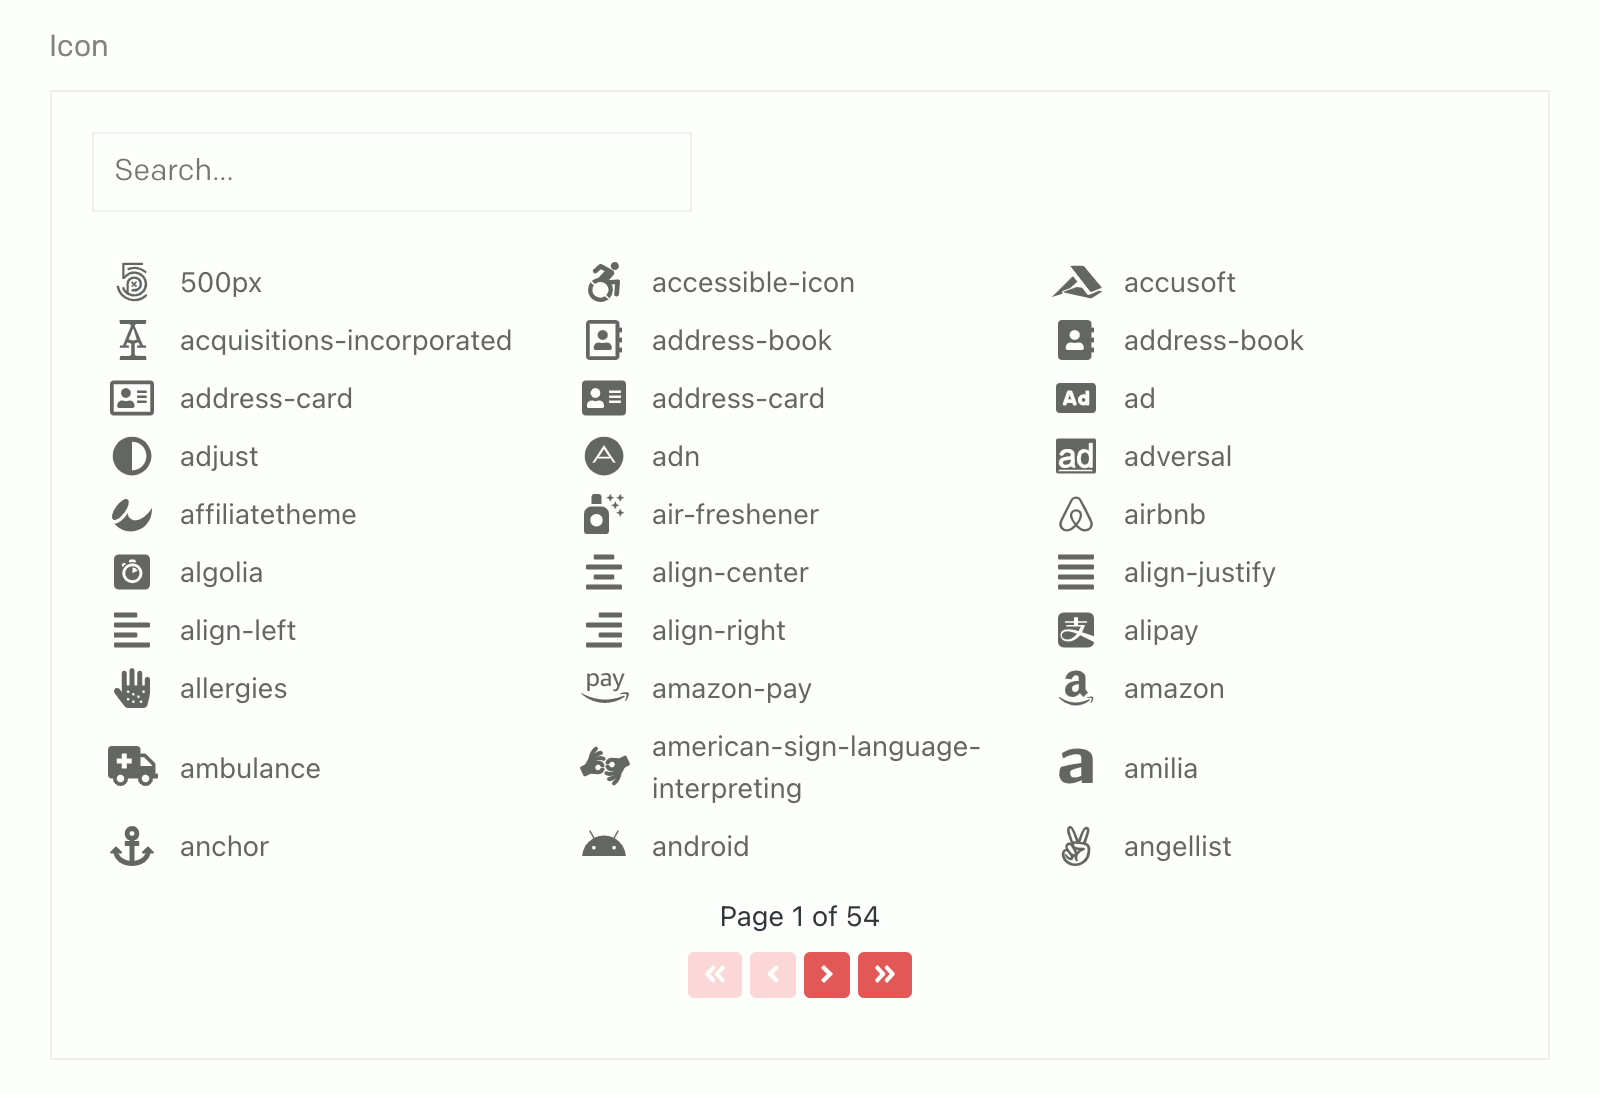 Icon
Search...
500px
accessible-icon
accusoft
acquisitions-incorporated
address-book
address-book
address-card
address-card
Ad
ad
adjust
adn
ad
adversal
affiliatetheme
air-freshener
airbnb
algolia
align-center
align-justify
align-left
align-right
支
alipay
allergies
pay
amazon-pay
a
amazon
ambulance
american-sign-language-
interpreting
a
amilia
anchor
android
angellist
Page 1 of 54